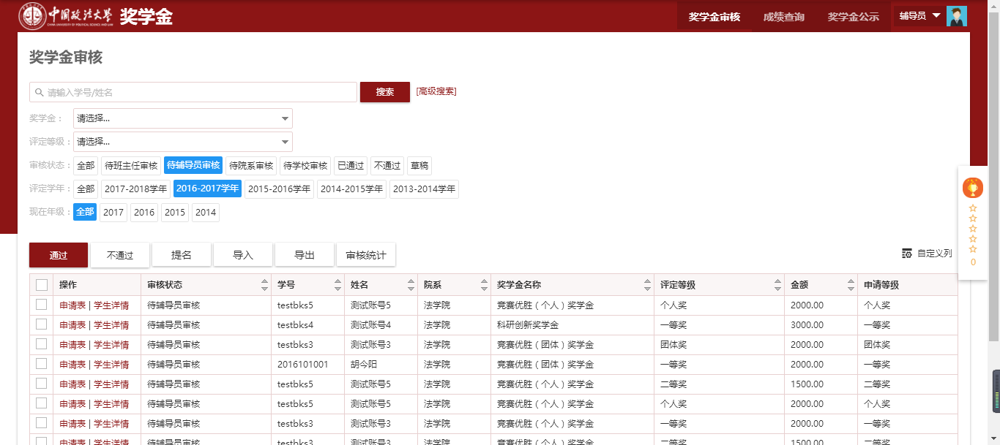 中国政法大学 奖学金 奖学金审核 成绩查询 奖学金公示 辅导员
CHINA UNIVERSITY OF POLITICAL SCIENCE AND LAW
奖学金审核
请输入学号/姓名 搜索 [高级搜索]
奖学金： 请选择...
评定等级： 请选择...
审核状态： 全部 待班主任审核 待辅导员审核 待院系审核 待学校审核 已通过 不通过 草稿
评定学年： 全部 2017-2018学年 2016-2017学年 2015-2016学年 2014-2015学年 2013-2014学年
现在年级： 全部 2017 2016 2015 2014
通过 不通过 提名 导入 导出 审核统计 自定义列
0
操作 审核状态 学号 姓名 院系 奖学金名称 评定等级 金额 申请等级
申请表 | 学生详情 待辅导员审核 testbks5 测试账号5 法学院 竞赛优胜（个人）奖学金 个人奖 2000.00 个人奖
申请表 | 学生详情 待辅导员审核 testbks4 测试账号4 法学院 科研创新奖学金 一等奖 3000.00 一等奖
申请表 | 学生详情 待辅导员审核 testbks3 测试账号3 法学院 竞赛优胜（团体）奖学金 团体奖 2000.00 团体奖
申请表 | 学生详情 待辅导员审核 2016101001 胡今阳 法学院 竞赛优胜（团体）奖学金 一等奖 2000.00 一等奖
申请表 | 学生详情 待辅导员审核 testbks5 测试账号5 法学院 竞赛优胜（个人）奖学金 二等奖 1500.00 二等奖
申请表 | 学生详情 待辅导员审核 testbks5 测试账号5 法学院 竞赛优胜（个人）奖学金 个人奖 2000.00 个人奖
申请表 | 学生详情 待辅导员审核 testbks3 测试账号3 法学院 竞赛优胜（个人）奖学金 一等奖 2000.00 一等奖
申请表 | 学生详情 待辅导员审核 testbks3 测试账号3 法学院 竞赛优胜（个人）奖学金 二等奖 1500.00 二等奖